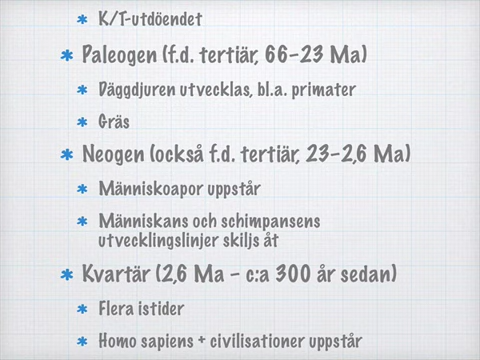 K/T-utdöendet
Paleogen (f.d. tertiär, 66–23 Ma)
Däggdjuren utvecklas, bl.a. primater
Gräs
Neogen (också f.d. tertiär, 23–2,6 Ma)
Människoapor uppstår
Människans och schimpansens
utvecklingslinjer skiljs åt
Kvartär (2,6 Ma – c:a 300 år sedan)
Flera istider
Homo sapiens + civilisationer uppstår